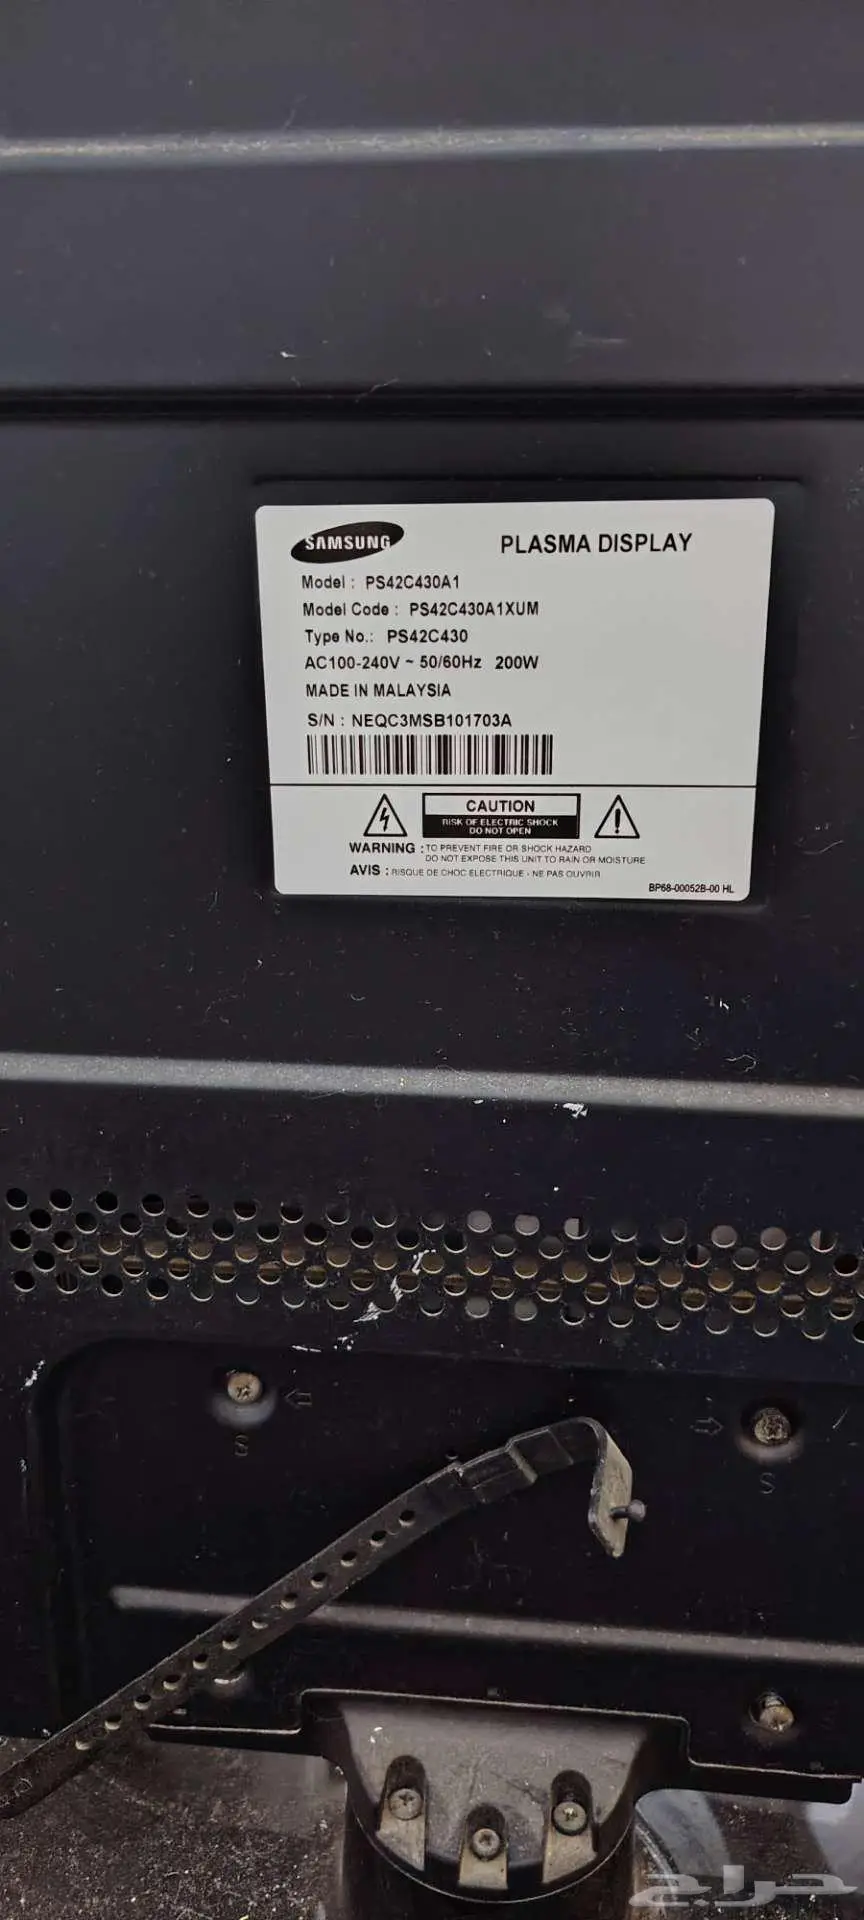 SAMSUNG
PLASMA DISPLAY
Model : PS42C430A1
Model Code : PS42C430A1XUM
Type No.: PS42C430
AC100-240V ~ 50/60Hz 200W
MADE IN MALAYSIA
S/N : NEQC3MSB101703A
CAUTION
RISK OF ELECTRIC SHOCK
DO NOT OPEN
WARNING : TO PREVENT FIRE OR SHOCK HAZARD
DO NOT EXPOSE THIS UNIT TO RAIN OR MOISTURE
AVIS : RISQUE DE CHOC ELECTRIQUE - NE PAS OUVRIR
BP68-00052B-00 HL
S
S
حراج